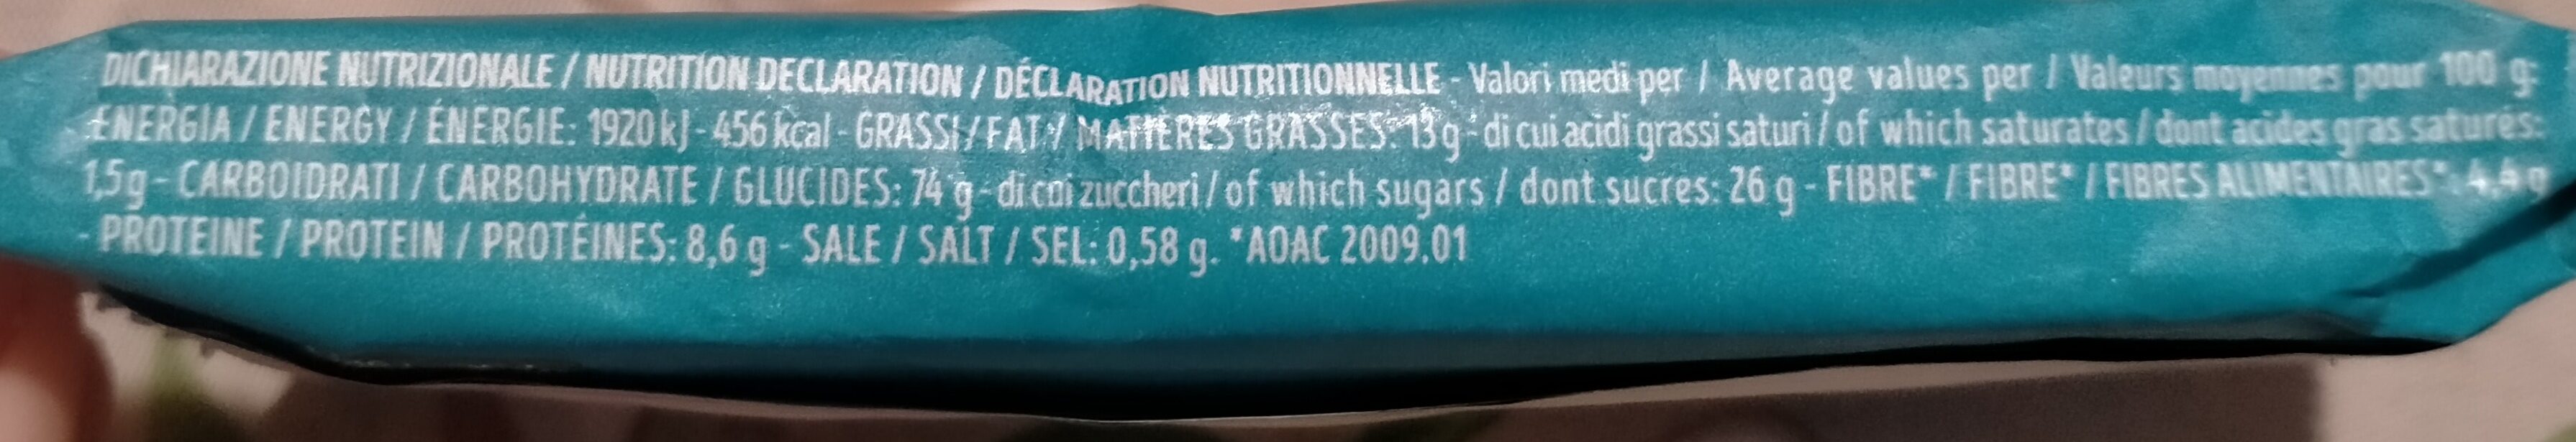 DICHIARAZIONE NUTRIZIONALE / NUTRITION DECLARATION / DÉCLARATION NUTRITIONNELLE - Valori medi per / Average values per / Valeurs moyennes pour 100 g:
ENERGIA / ENERGY / ÉNERGIE: 1920 kJ - 456 kcal - GRASSI / FAT / MATIÈRES GRASSES: 13 g - di cui acidi grassi saturi / of which saturates / dont acides gras saturés:
1,5 g - CARBOIDRATI / CARBOHYDRATE / GLUCIDES: 74 g - di cui zuccheri / of which sugars / dont sucres: 26 g - FIBRE* / FIBRE* / FIBRES ALIMENTAIRES*: 4,4 g
- PROTEINE / PROTEIN / PROTÉINES: 8,6 g - SALE / SALT / SEL: 0,58 g. *AOAC 2009.01